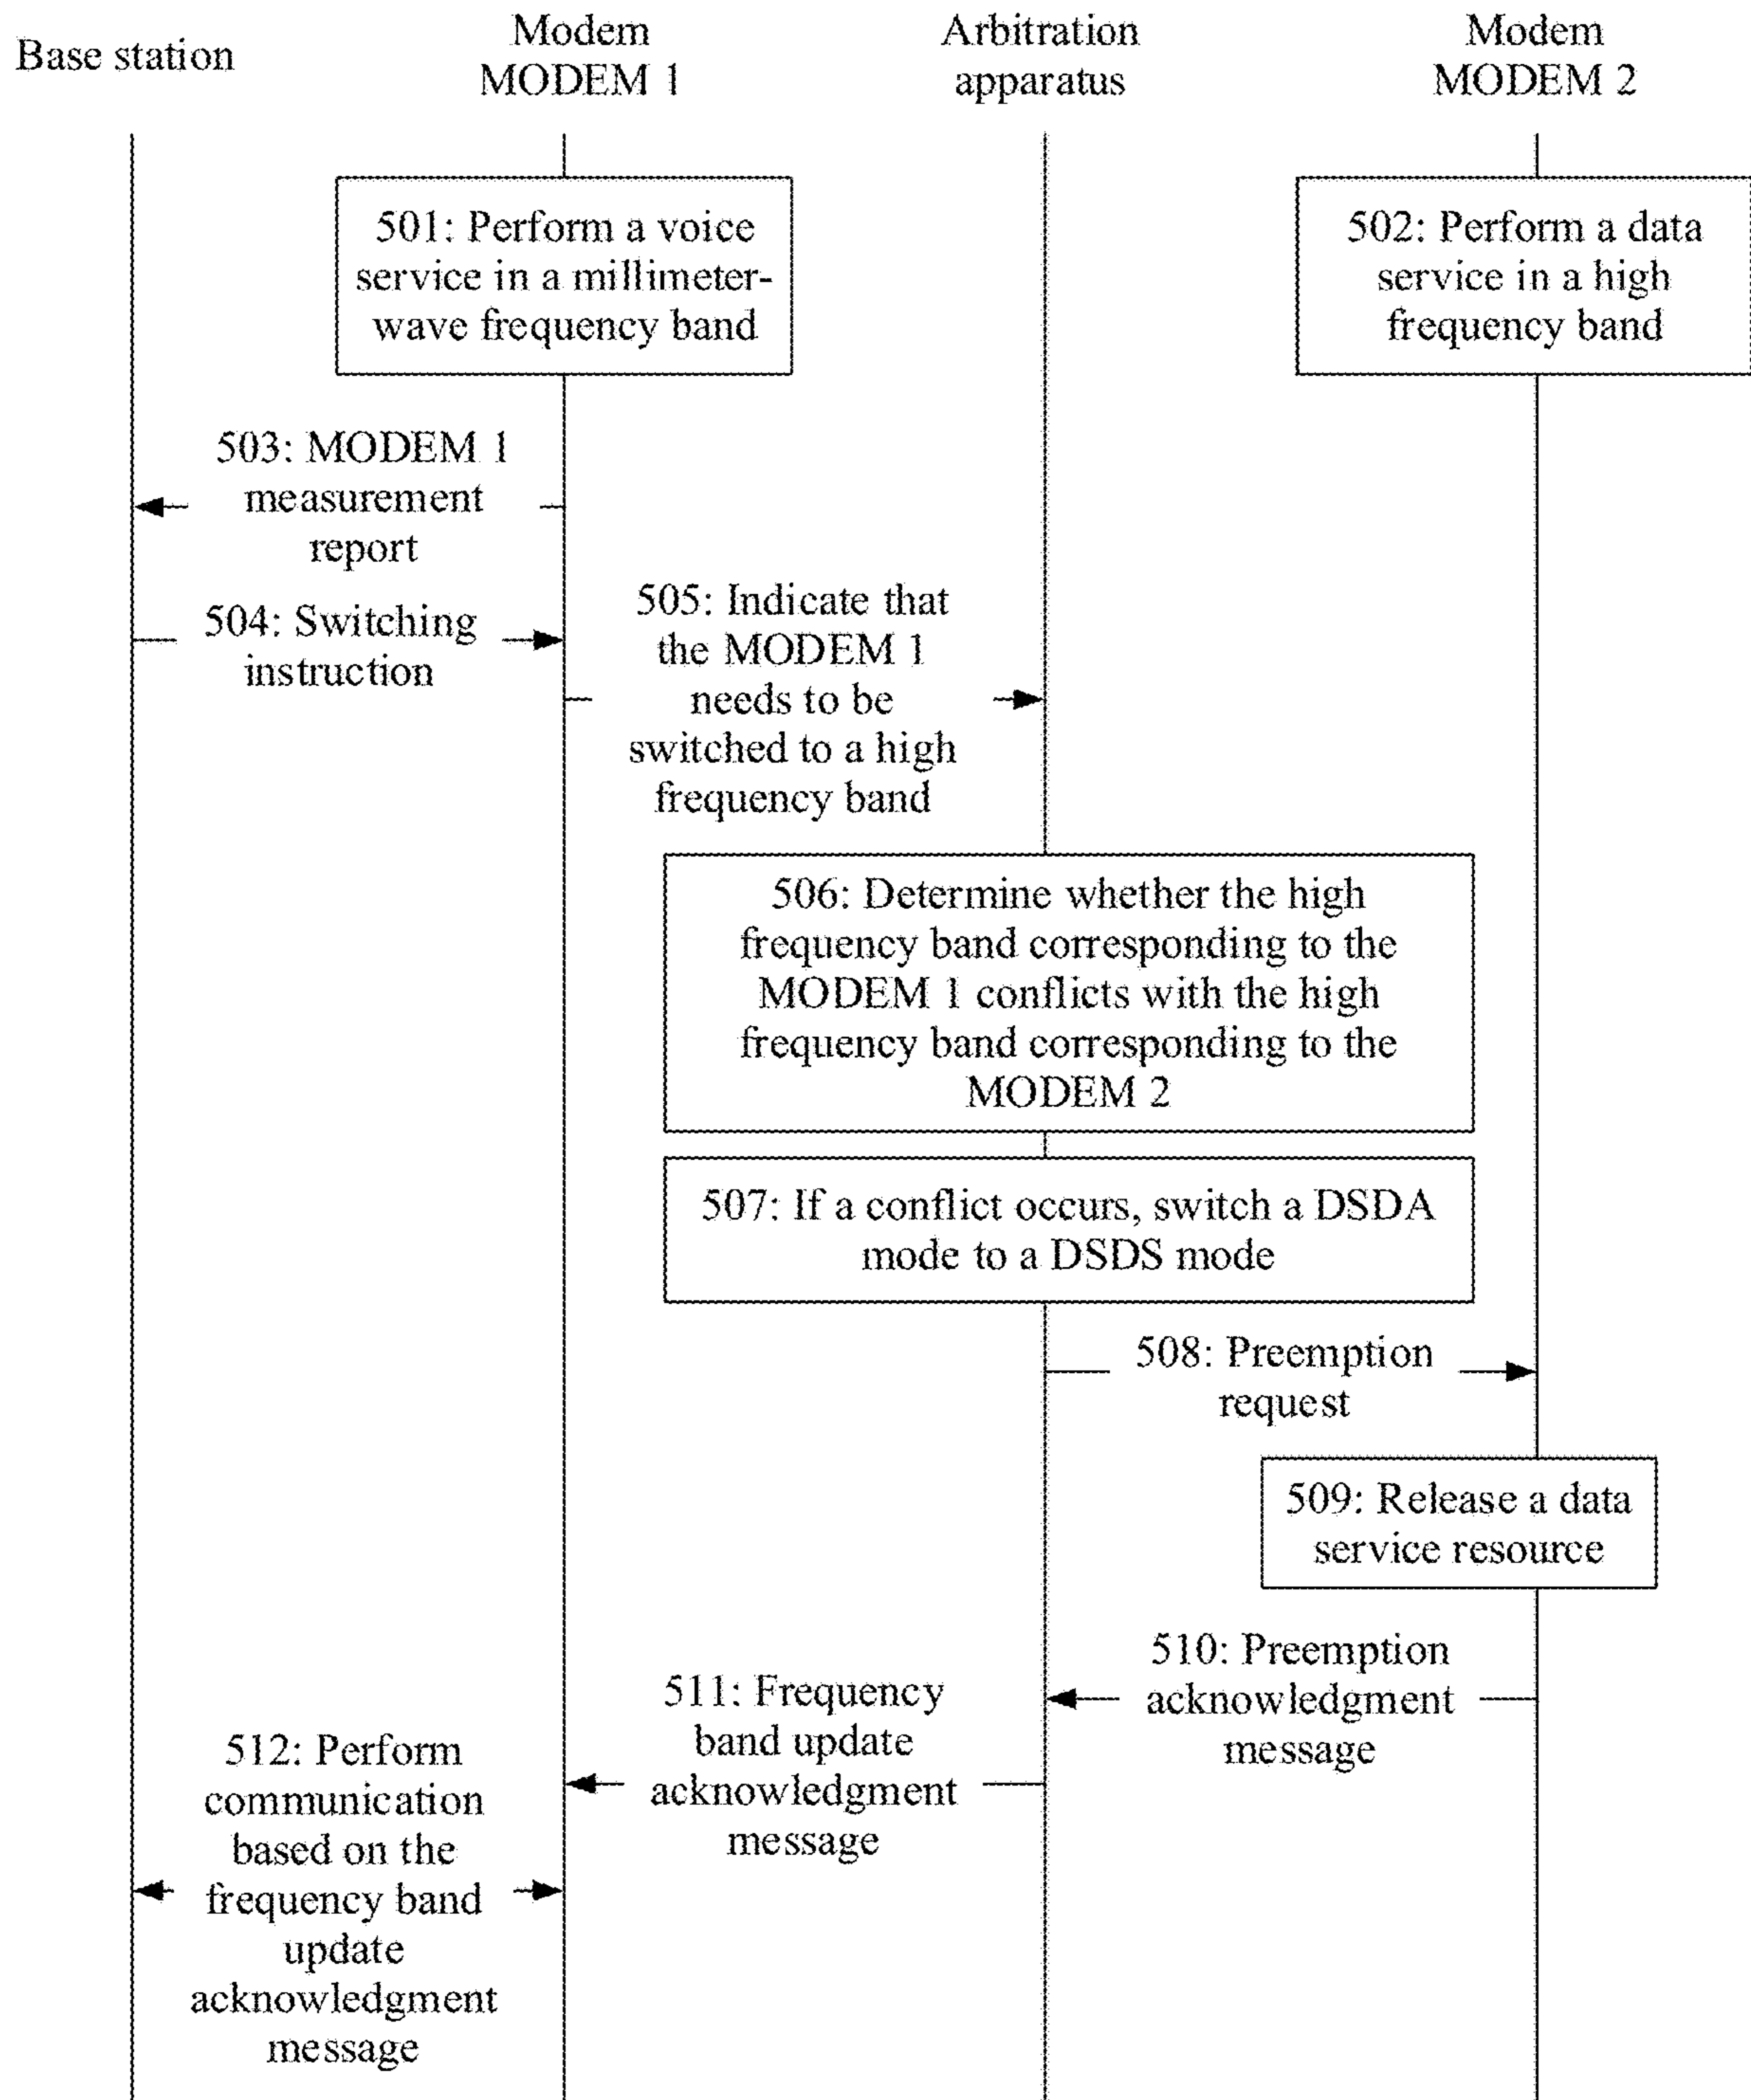 Base station
Modem
MODEM 1
Arbitration
apparatus
Modem
MODEM 2
501: Perform a voice
service in a millimeter-
wave frequency band
502: Perform a data
service in a high
frequency band
503: MODEM 1
measurement
report
504: Switching
instruction
505: Indicate that
the MODEM 1
needs to be
switched to a high
frequency band
506: Determine whether the high
frequency band corresponding to the
MODEM 1 conflicts with the high
frequency band corresponding to the
MODEM 2
507: If a conflict occurs, switch a DSDA
mode to a DSDS mode
508: Preemption
request
509: Release a data
service resource
510: Preemption
acknowledgment
message
511: Frequency
band update
acknowledgment
message
512: Perform
communication
based on the
frequency band
update
acknowledgment
message